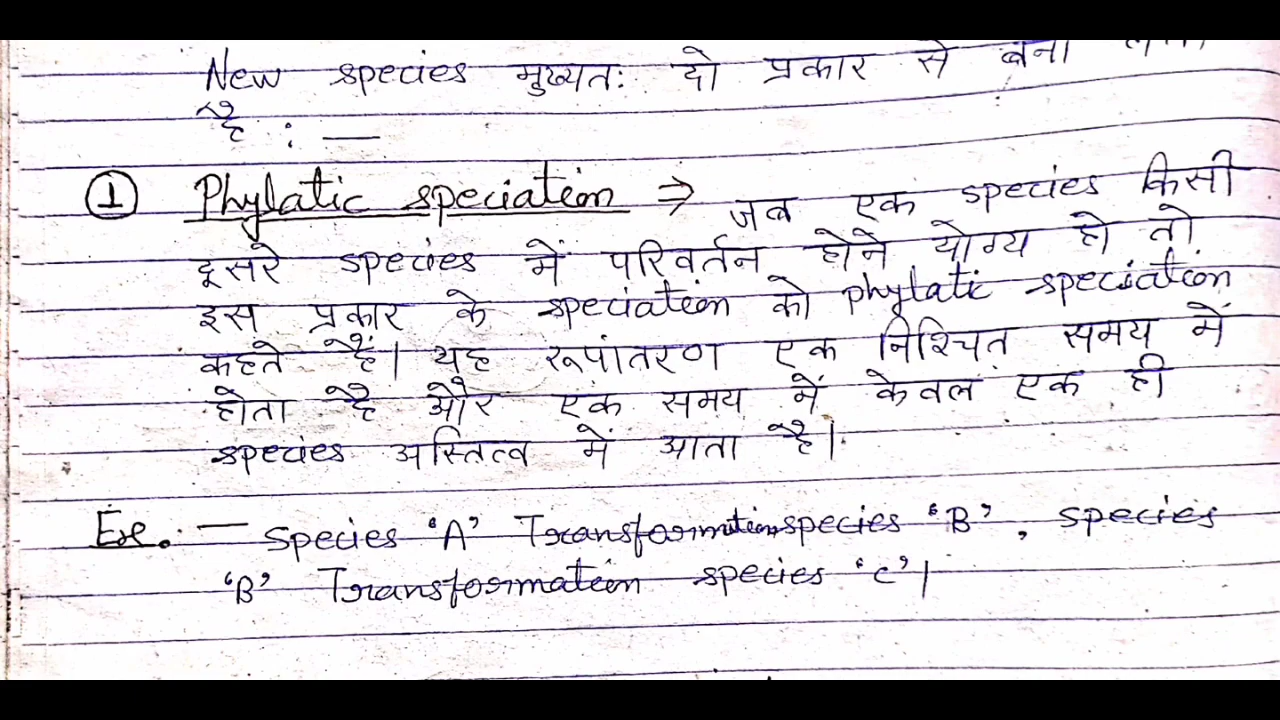 New species मुख्यतः दो प्रकार से बना
है : —
① Phylatic speciation ⇒ जब एक species किसी
दूसरे species में परिवर्तन होने योग्य हो तो
इस प्रकार के speciation को phylatic speciation
कहते हैं। यह रूपांतरण एक निश्चित समय में
होता है और एक समय में केवल एक ही
species अस्तित्व में आता है।
Exe. — Species 'A' Transformation species 'B', species
'B' Transformation species 'C'।